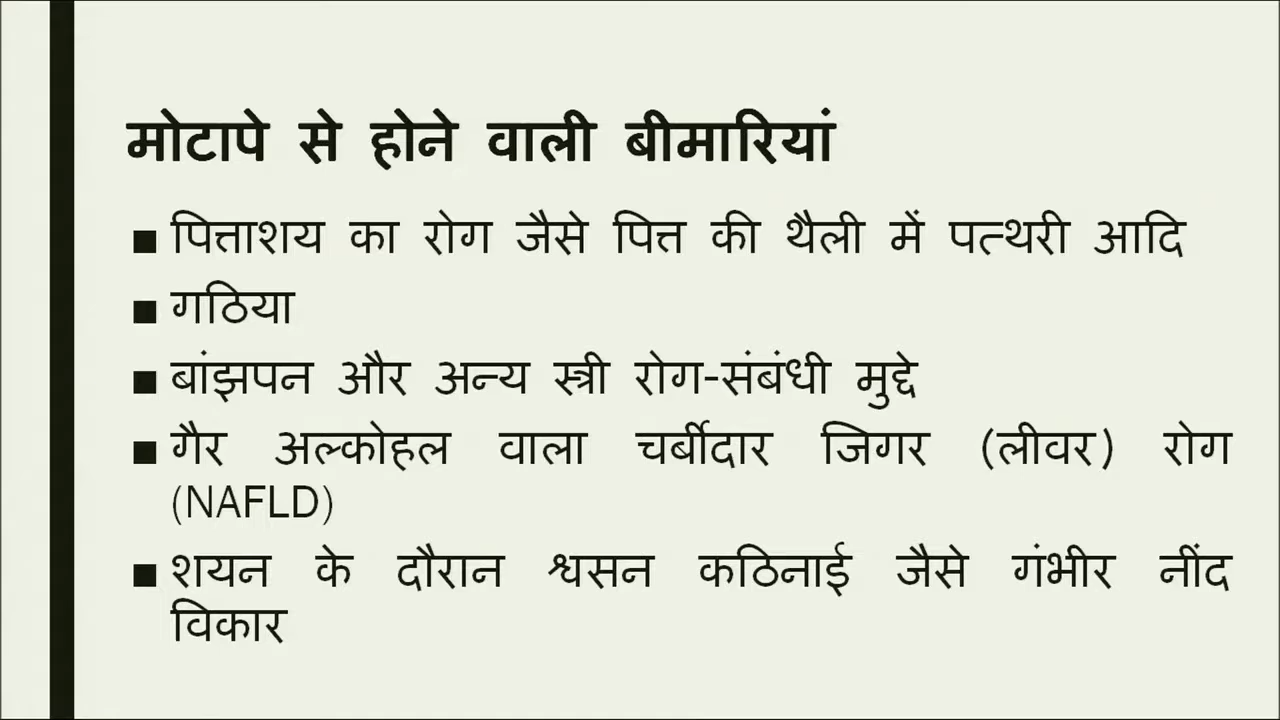 मोटापे से होने वाली बीमारियां
■ पित्ताशय का रोग जैसे पित्त की थैली में पत्थरी आदि
■ गठिया
■ बांझपन और अन्य स्त्री रोग-संबंधी मुद्दे
■ गैर अल्कोहल वाला चर्बीदार जिगर (लीवर) रोग
(NAFLD)
■ शयन के दौरान श्वसन कठिनाई जैसे गंभीर नींद
विकार